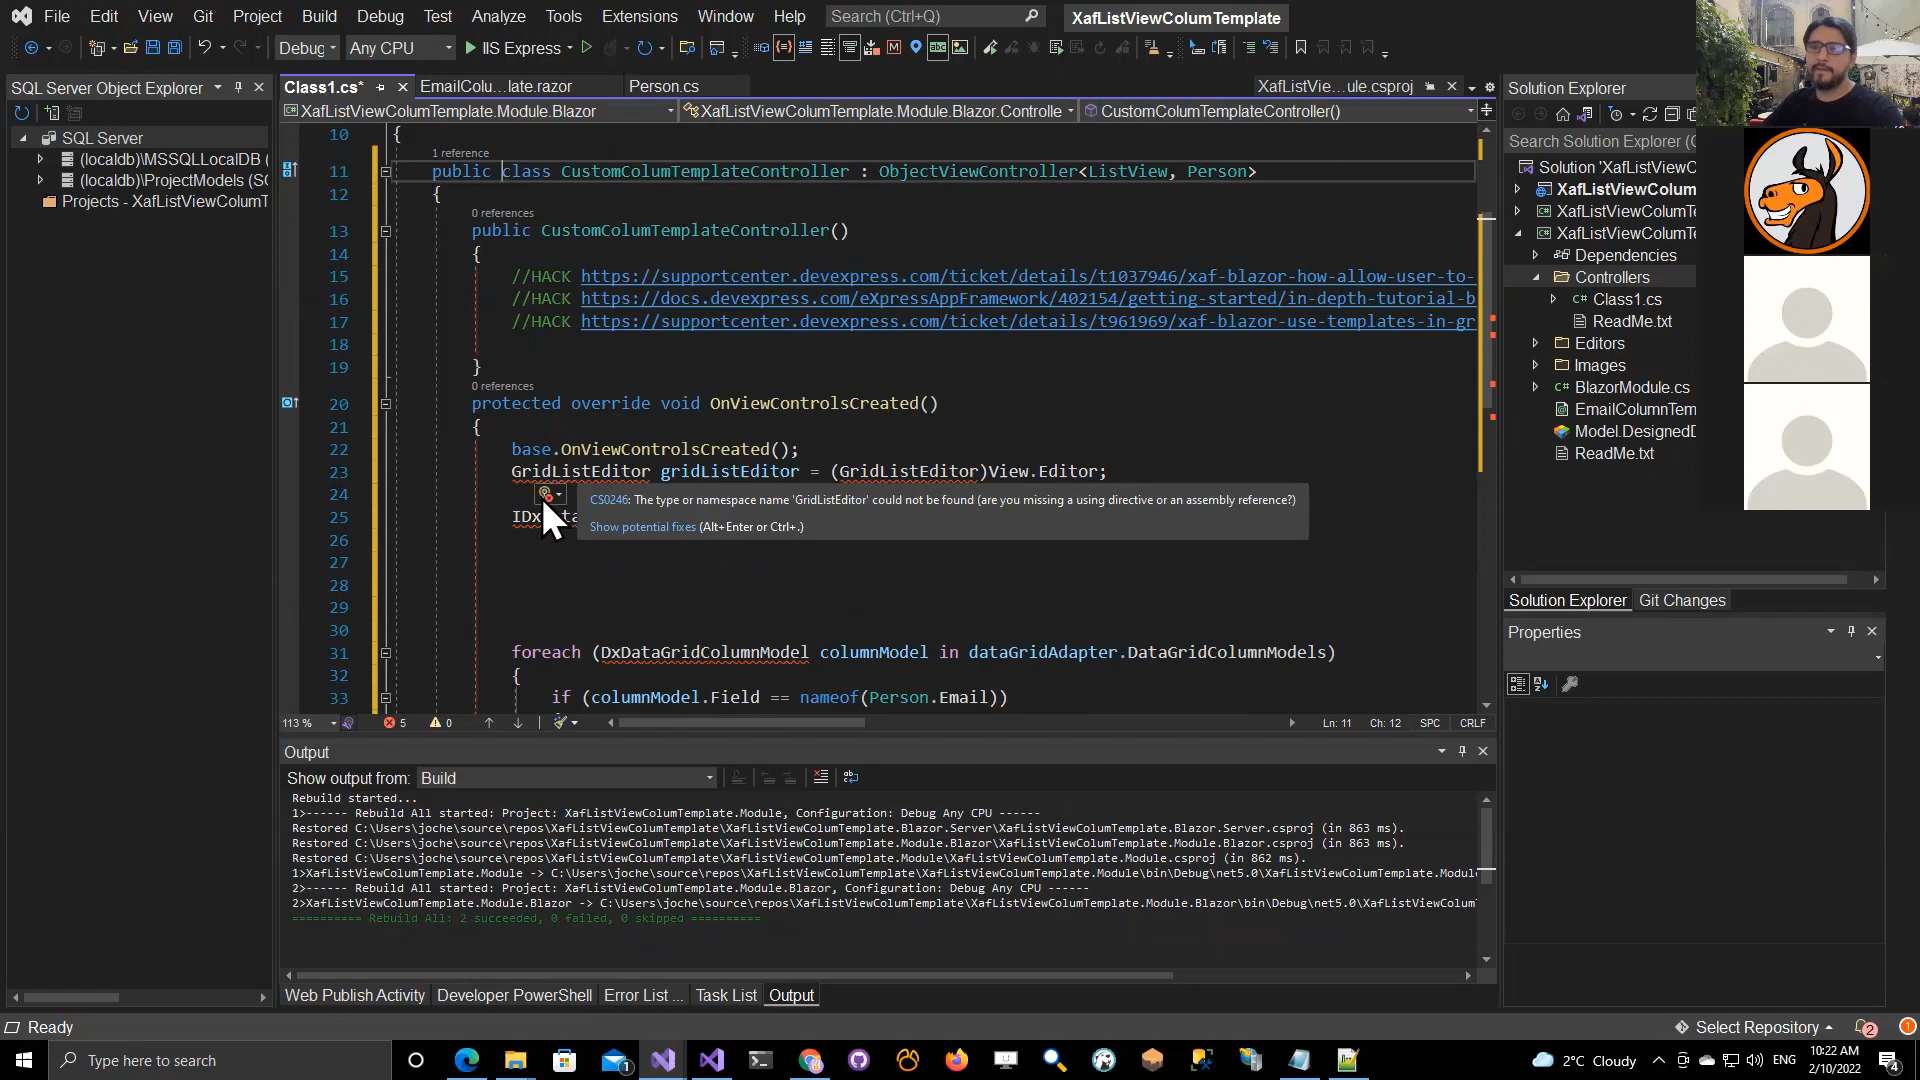 File Edit View Git Project Build Debug Test Analyze Tools Extensions Window Help Search (Ctrl+Q) XafListViewColumTemplate
Debug Any CPU IIS Express
SQL Server Object Explorer
SQL Server
(localdb)\MSSQLLocalDB (
(localdb)\ProjectModels (SC
Projects - XafListViewColumT
Class1.cs* EmailColu...late.razor Person.cs XafListVie...ule.csproj
XafListViewColumTemplate.Module.Blazor XafListViewColumTemplate.Module.Blazor.Controlle CustomColumTemplateController()
10 {
1 reference
11 public class CustomColumTemplateController : ObjectViewController<ListView, Person>
12 {
0 references
13 public CustomColumTemplateController()
14 {
15 //HACK https://supportcenter.devexpress.com/ticket/details/t1037946/xaf-blazor-how-allow-user-to-
16 //HACK https://docs.devexpress.com/eXpressAppFramework/402154/getting-started/in-depth-tutorial-b
17 //HACK https://supportcenter.devexpress.com/ticket/details/t961969/xaf-blazor-use-templates-in-gr
18
19 }
0 references
20 protected override void OnViewControlsCreated()
21 {
22 base.OnViewControlsCreated();
23 GridListEditor gridListEditor = (GridListEditor)View.Editor;
24 CS0246: The type or namespace name 'GridListEditor' could not be found (are you missing a using directive or an assembly reference?)
25 IDx
Show potential fixes (Alt+Enter or Ctrl+.)
26
27
28
29
30
31 foreach (DxDataGridColumnModel columnModel in dataGridAdapter.DataGridColumnModels)
32 {
33 if (columnModel.Field == nameof(Person.Email))
113 % 5 0 Ln: 11 Ch: 12 SPC CRLF
Output
Show output from: Build
Rebuild started...
1>------ Rebuild All started: Project: XafListViewColumTemplate.Module, Configuration: Debug Any CPU ------
Restored C:\Users\joche\source\repos\XafListViewColumTemplate\XafListViewColumTemplate.Blazor.Server\XafListViewColumTemplate.Blazor.Server.csproj (in 863 ms).
Restored C:\Users\joche\source\repos\XafListViewColumTemplate\XafListViewColumTemplate.Module.Blazor\XafListViewColumTemplate.Module.Blazor.csproj (in 863 ms).
Restored C:\Users\joche\source\repos\XafListViewColumTemplate\XafListViewColumTemplate.Module\XafListViewColumTemplate.Module.csproj (in 862 ms).
1>XafListViewColumTemplate.Module -> C:\Users\joche\source\repos\XafListViewColumTemplate\XafListViewColumTemplate.Module\bin\Debug\net5.0\XafListViewColumTemplate.Modul
2>------ Rebuild All started: Project: XafListViewColumTemplate.Module.Blazor, Configuration: Debug Any CPU ------
2>XafListViewColumTemplate.Module.Blazor -> C:\Users\joche\source\repos\XafListViewColumTemplate\XafListViewColumTemplate.Module.Blazor\bin\Debug\net5.0\XafListViewColum
========== Rebuild All: 2 succeeded, 0 failed, 0 skipped ==========
Web Publish Activity Developer PowerShell Error List ... Task List Output
Solution Explorer
Search Solution Explorer (
Solution 'XafListViewC
XafListViewColum
XafListViewColumTe
XafListViewColumTe
Dependencies
Controllers
Class1.cs
ReadMe.txt
Editors
Images
BlazorModule.cs
EmailColumnTem
Model.DesignedD
ReadMe.txt
Solution Explorer Git Changes
Properties
Ready Select Repository 2 1
Type here to search 1 2°C Cloudy ENG 10:22 AM 2/10/2022 4